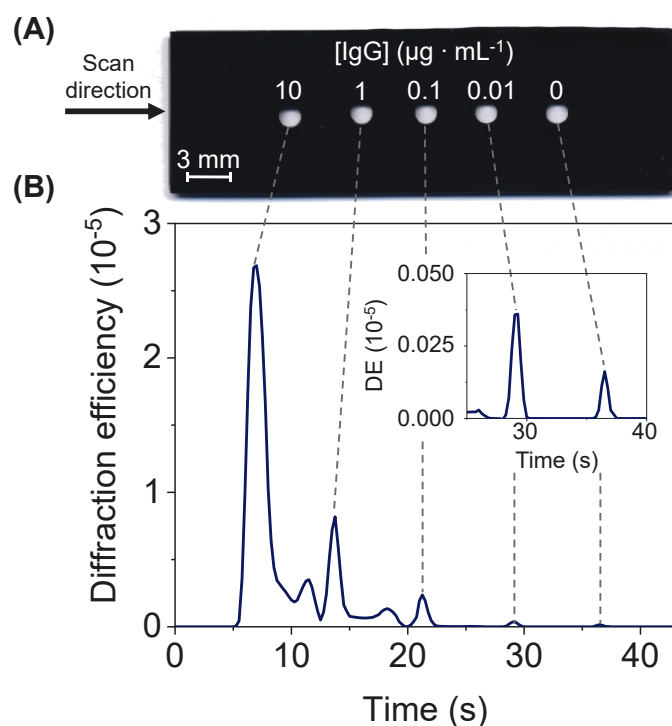 (A)
Scan
direction
[IgG] (µg · mL⁻¹)
10 1 0.1 0.01 0
3 mm
(B)
Diffraction efficiency (10⁻⁵)
3
2
1
0
0 10 20 30 40
Time (s)
DE (10⁻⁵)
0.050
0.025
0.000
30 40
Time (s)